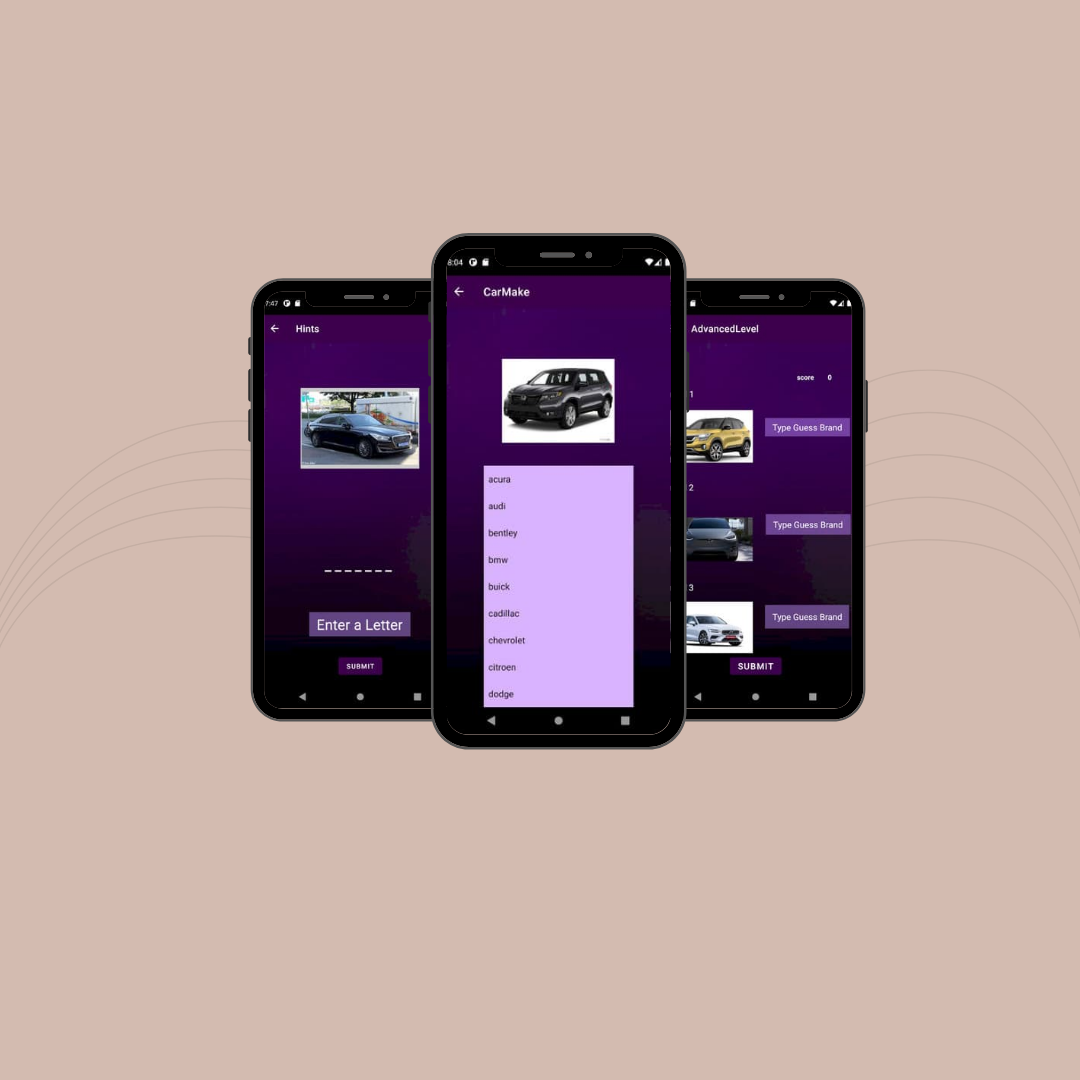 7:47
Hints
Enter a Letter
SUBMIT
8:04
CarMake
acura
audi
bentley
bmw
buick
cadillac
chevrolet
citroen
dodge
AdvancedLevel
score 0
1
Type Guess Brand
2
Type Guess Brand
3
Type Guess Brand
SUBMIT